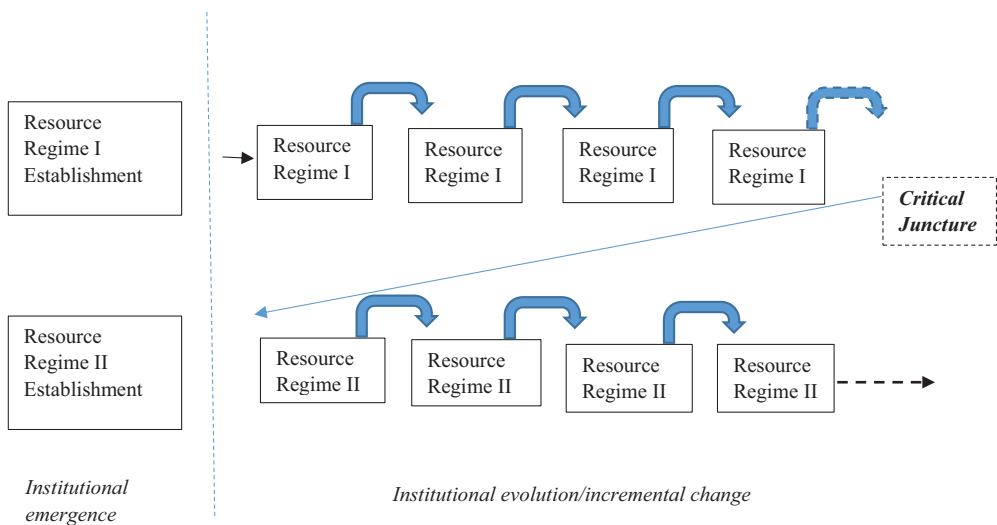 Resource
Regime I
Establishment
Resource
Regime I
Resource
Regime I
Resource
Regime I
Resource
Regime I
Critical
Juncture
Resource
Regime II
Establishment
Resource
Regime II
Resource
Regime II
Resource
Regime II
Resource
Regime II
Institutional
emergence
Institutional evolution/incremental change